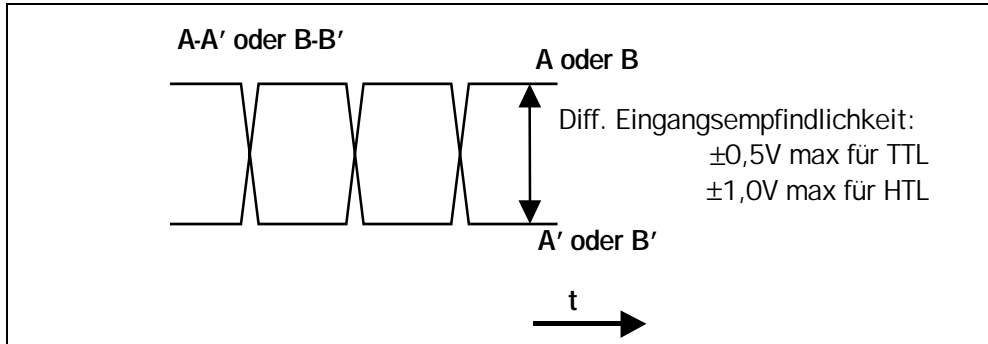 A-A' oder B-B'
A oder B
Diff. Eingangsempfindlichkeit:
±0,5V max für TTL
±1,0V max für HTL
A' oder B'
t